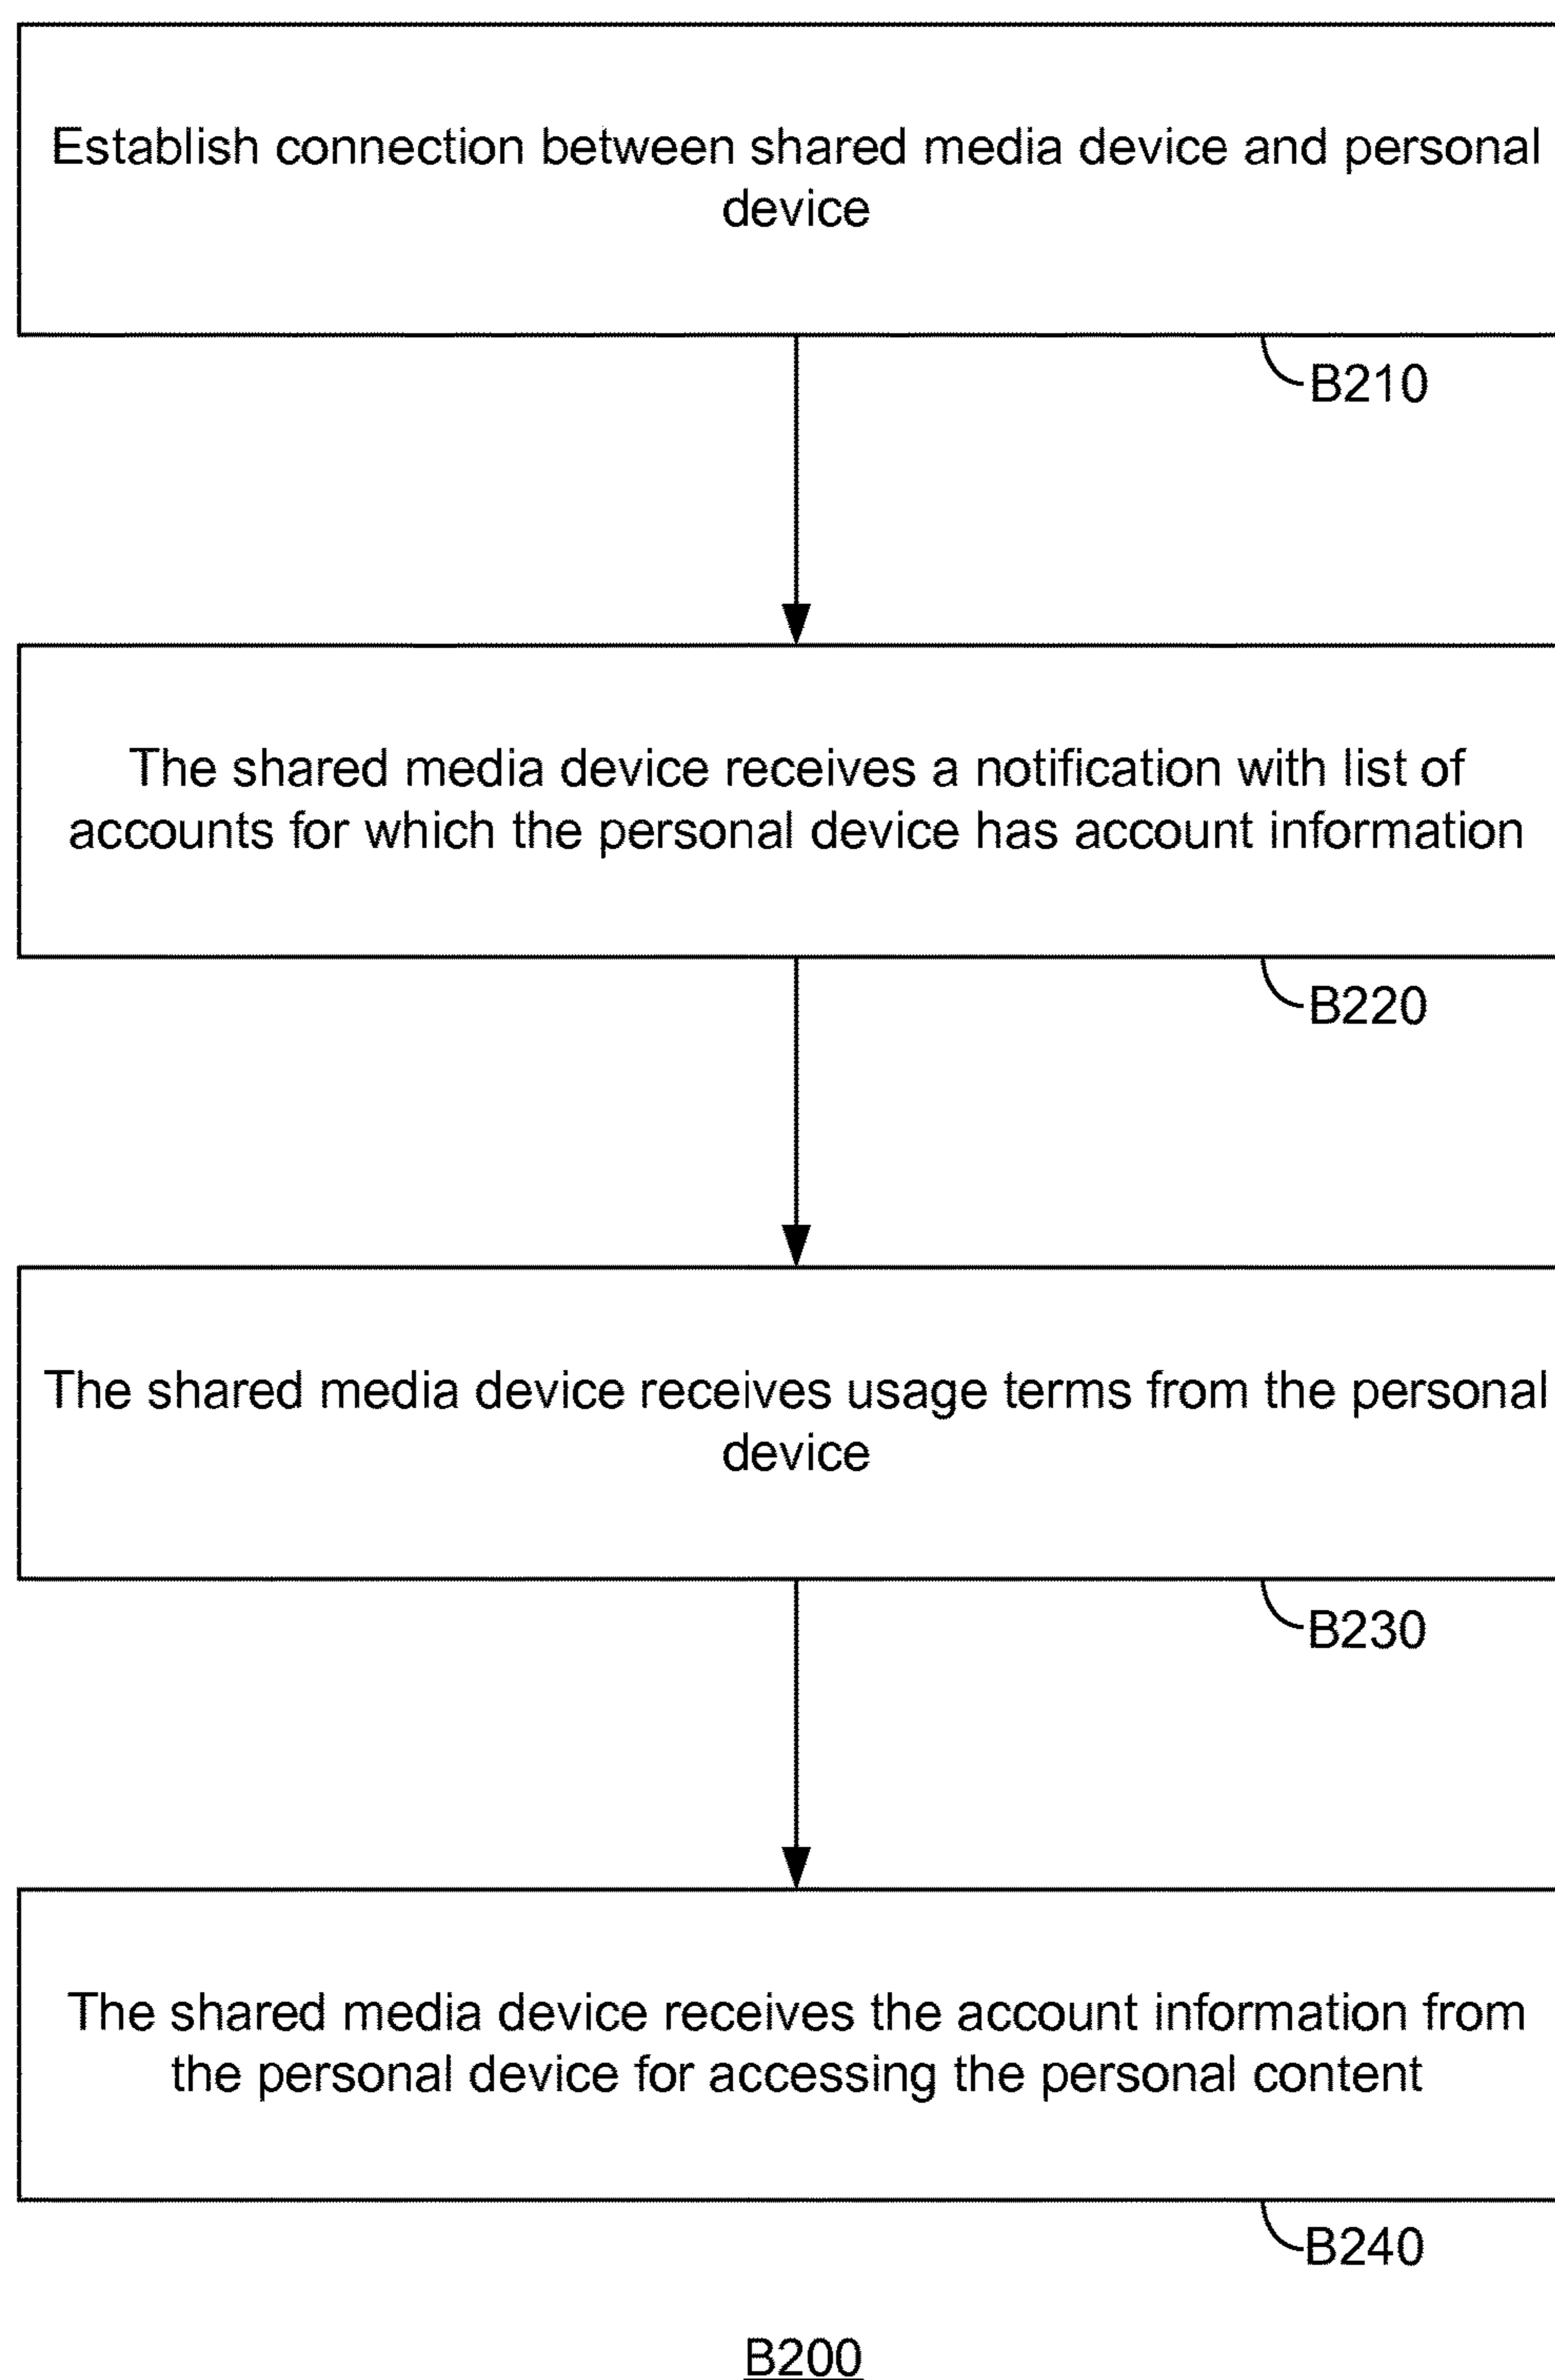 Establish connection between shared media device and personal
device
B210
The shared media device receives a notification with list of
accounts for which the personal device has account information
B220
The shared media device receives usage terms from the personal
device
B230
The shared media device receives the account information from
the personal device for accessing the personal content
B240
B200